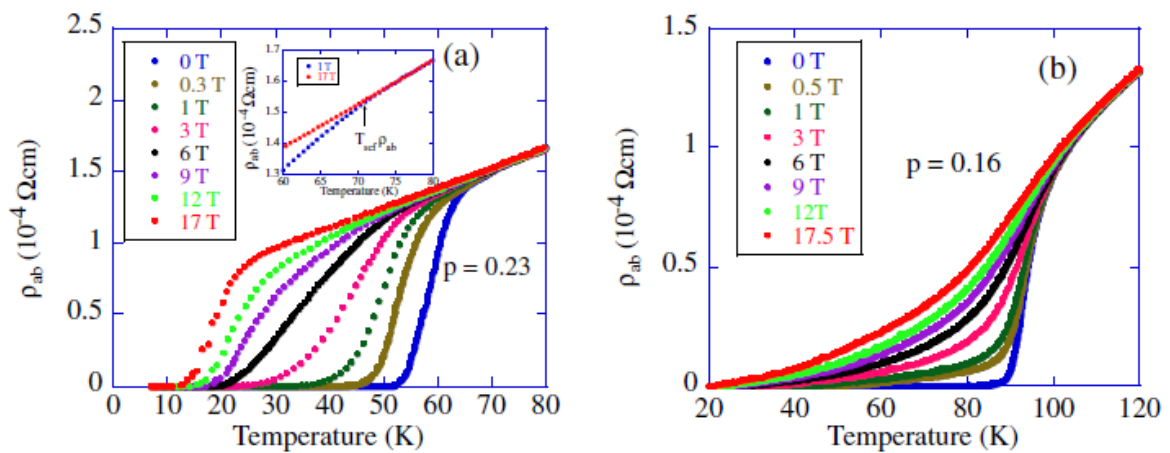 2.5
2
1.5
1
0.5
0
ρab (10-4 Ωcm)
0 T
0.3 T
1 T
3 T
6 T
9 T
12 T
17 T
1.7
1.6
1.5
1.4
1.3
ρab (10-4 Ωcm)
1 T
17 T
Tscf ρab
60 65 70 75 80
Temperature (K)
(a)
p = 0.23
0 10 20 30 40 50 60 70 80
Temperature (K)
1.5
1
0.5
0
ρab (10-4 Ωcm)
0 T
0.5 T
1 T
3 T
6 T
9 T
12T
17.5 T
(b)
p = 0.16
20 40 60 80 100 120
Temperature (K)